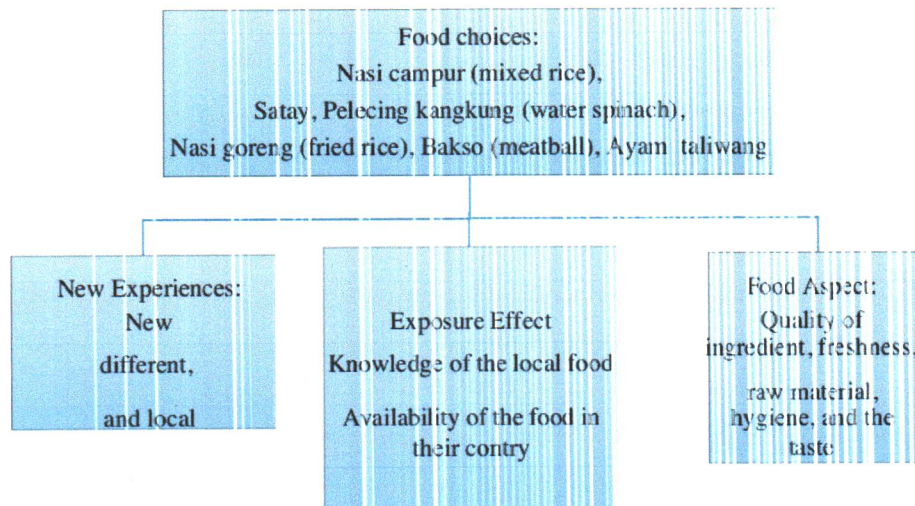 Food choices:
Nasi campur (mixed rice),
Satay, Pelecing kangkung (water spinach),
Nasi goreng (fried rice), Bakso (meatball), Ayam taliwang
New Experiences:
New
different,
and local
Exposure Effect
Knowledge of the local food
Availability of the food in
their contry
Food Aspect:
Quality of
ingredient, freshness,
raw material,
hygiene, and the
taste